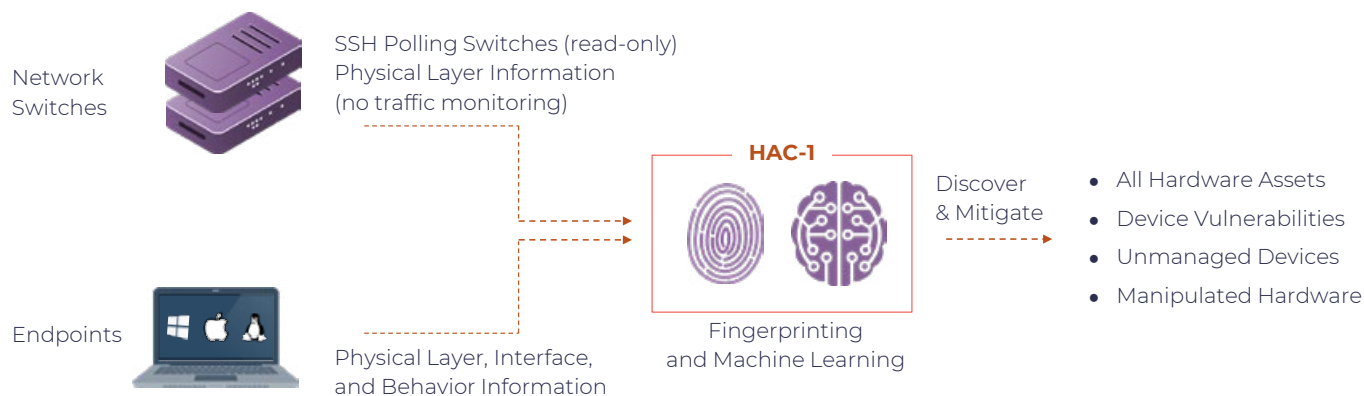 Network
Switches
SSH Polling Switches (read-only)
Physical Layer Information
(no traffic monitoring)
Endpoints
Physical Layer, Interface,
and Behavior Information
HAC-1
Fingerprinting
and Machine Learning
Discover
& Mitigate
• All Hardware Assets
• Device Vulnerabilities
• Unmanaged Devices
• Manipulated Hardware